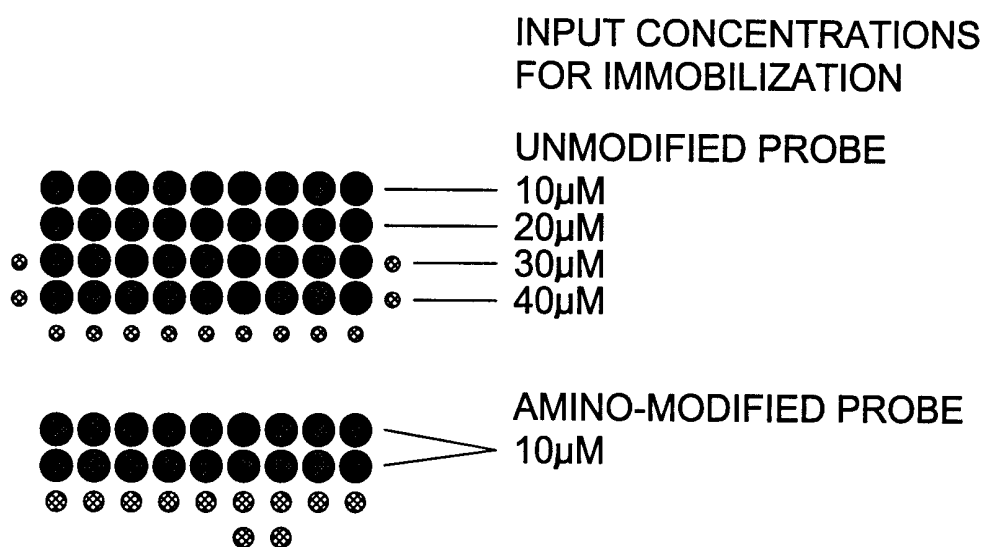 INPUT CONCENTRATIONS
FOR IMMOBILIZATION
UNMODIFIED PROBE
10µM
20µM
30µM
40µM
AMINO-MODIFIED PROBE
10µM